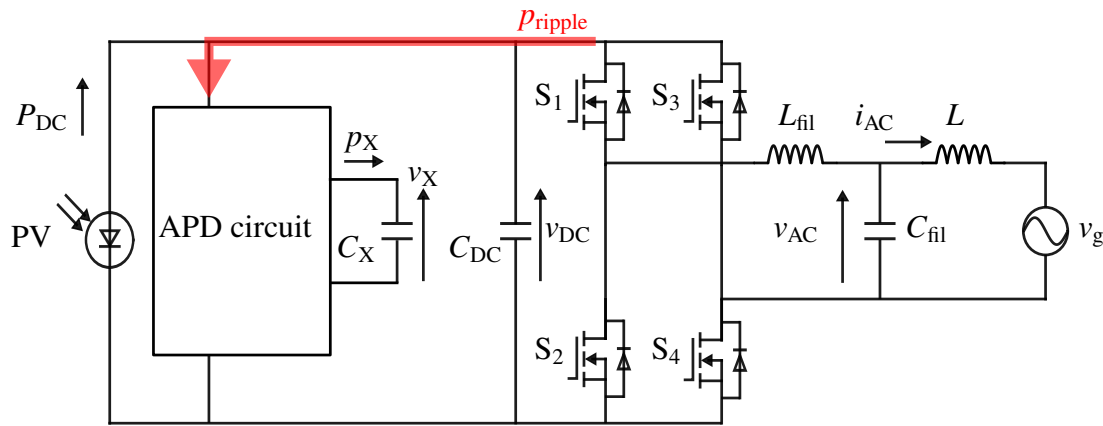 p_ripple
P_DC
S_1
S_3
L_fil
i_AC
L
p_X
v_X
PV
APD circuit
C_X
C_DC
v_DC
v_AC
C_fil
v_g
S_2
S_4